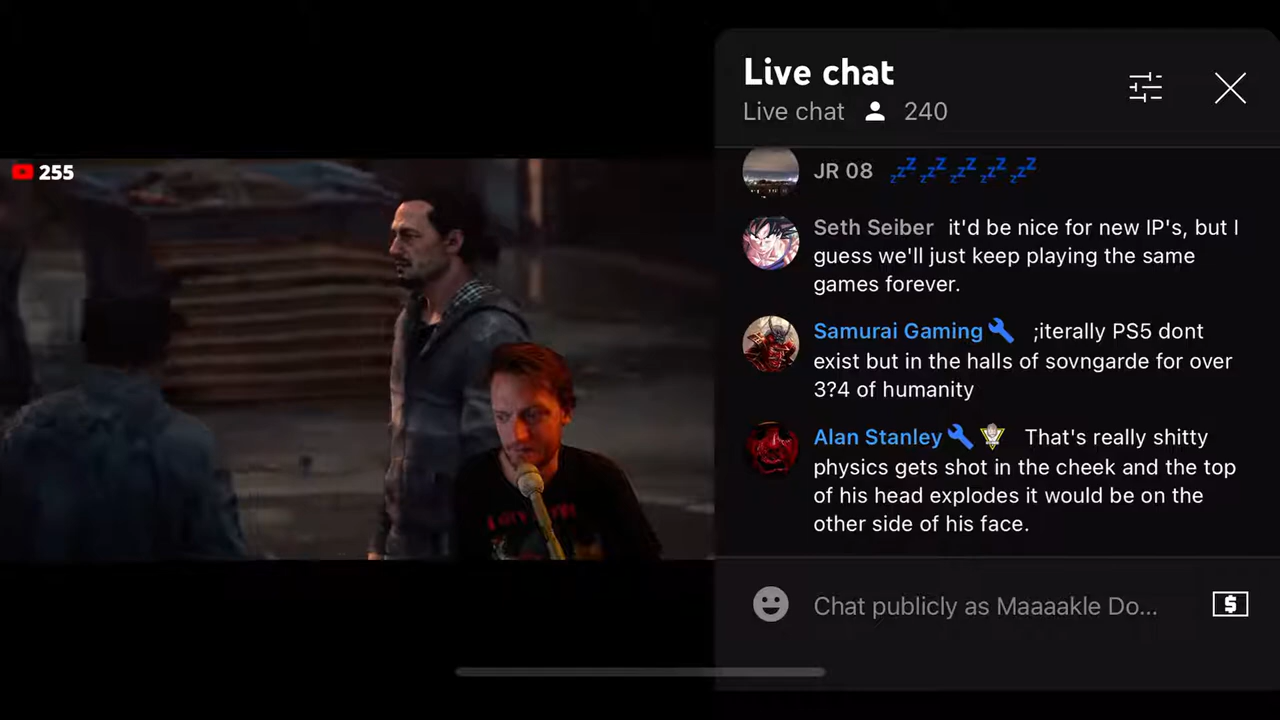 Live chat
Live chat 240
255
JR 08
Seth Seiber it'd be nice for new IP's, but I
guess we'll just keep playing the same
games forever.
Samurai Gaming ;iterally PS5 dont
exist but in the halls of sovngarde for over
3?4 of humanity
Alan Stanley That's really shitty
physics gets shot in the cheek and the top
of his head explodes it would be on the
other side of his face.
Chat publicly as Maaaakle Do...
$